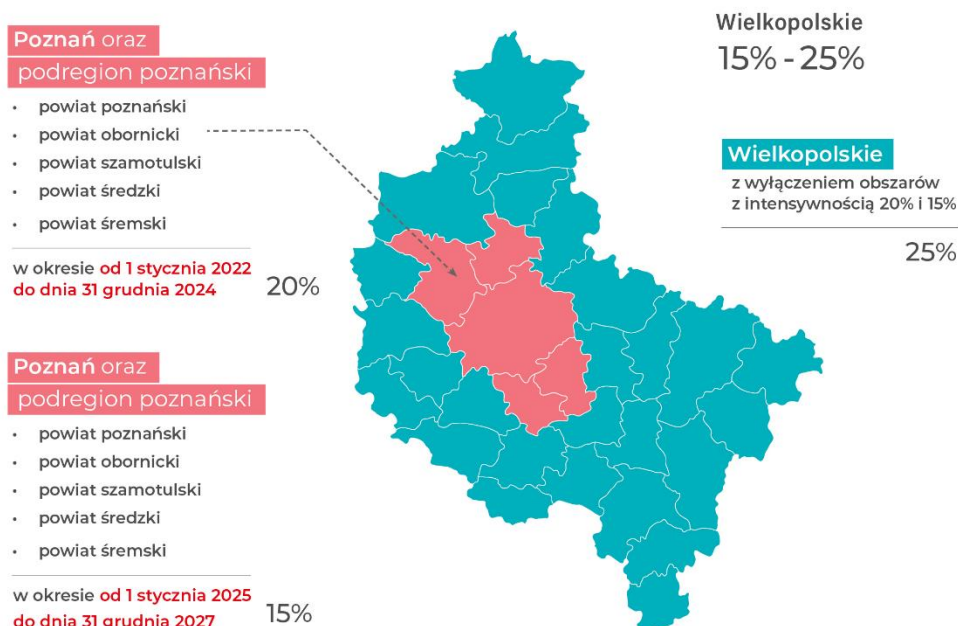 Poznań oraz
podregion poznański
• powiat poznański
• powiat obornicki
• powiat szamotulski
• powiat średzki
• powiat śremski
w okresie od 1 stycznia 2022
do dnia 31 grudnia 2024
20%
Poznań oraz
podregion poznański
• powiat poznański
• powiat obornicki
• powiat szamotulski
• powiat średzki
• powiat śremski
w okresie od 1 stycznia 2025
do dnia 31 grudnia 2027
15%
Wielkopolskie
15% - 25%
Wielkopolskie
z wyłączeniem obszarów
z intensywnością 20% i 15%
25%